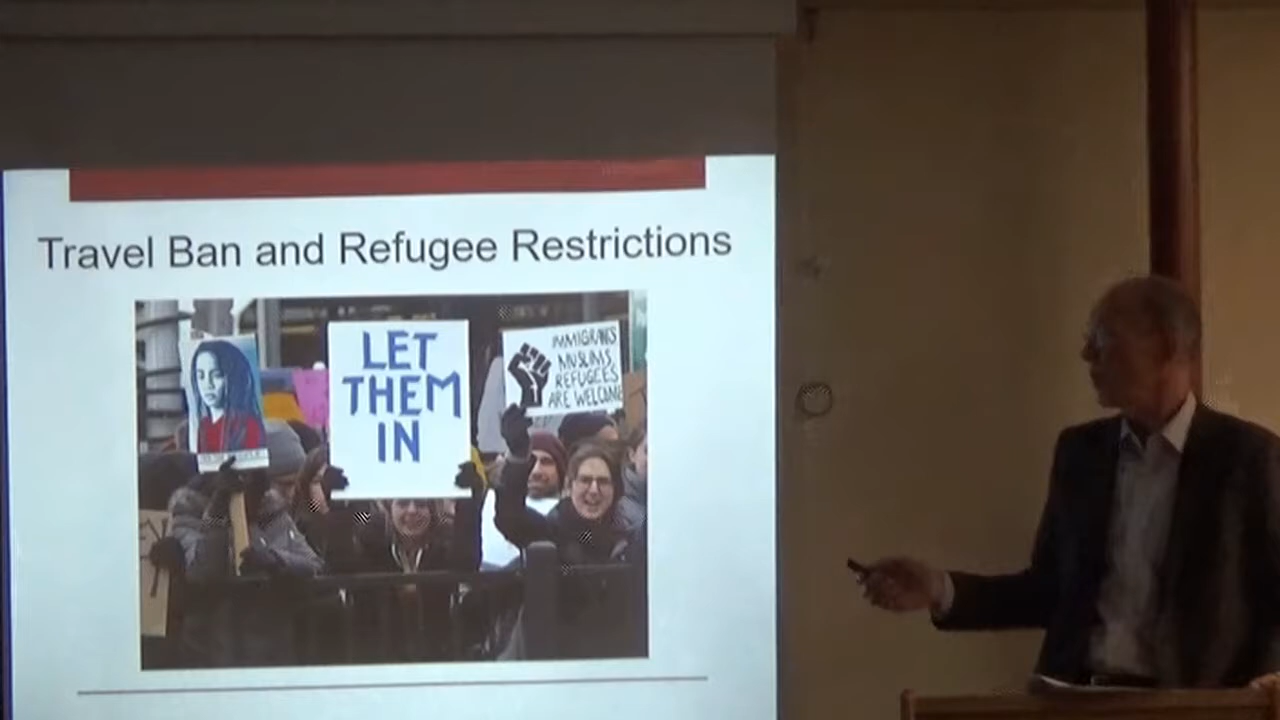 Travel Ban and Refugee Restrictions
LET
THEM
IN
IMMIGRANTS
MUSLIMS
REFUGEES
ARE WELCOME